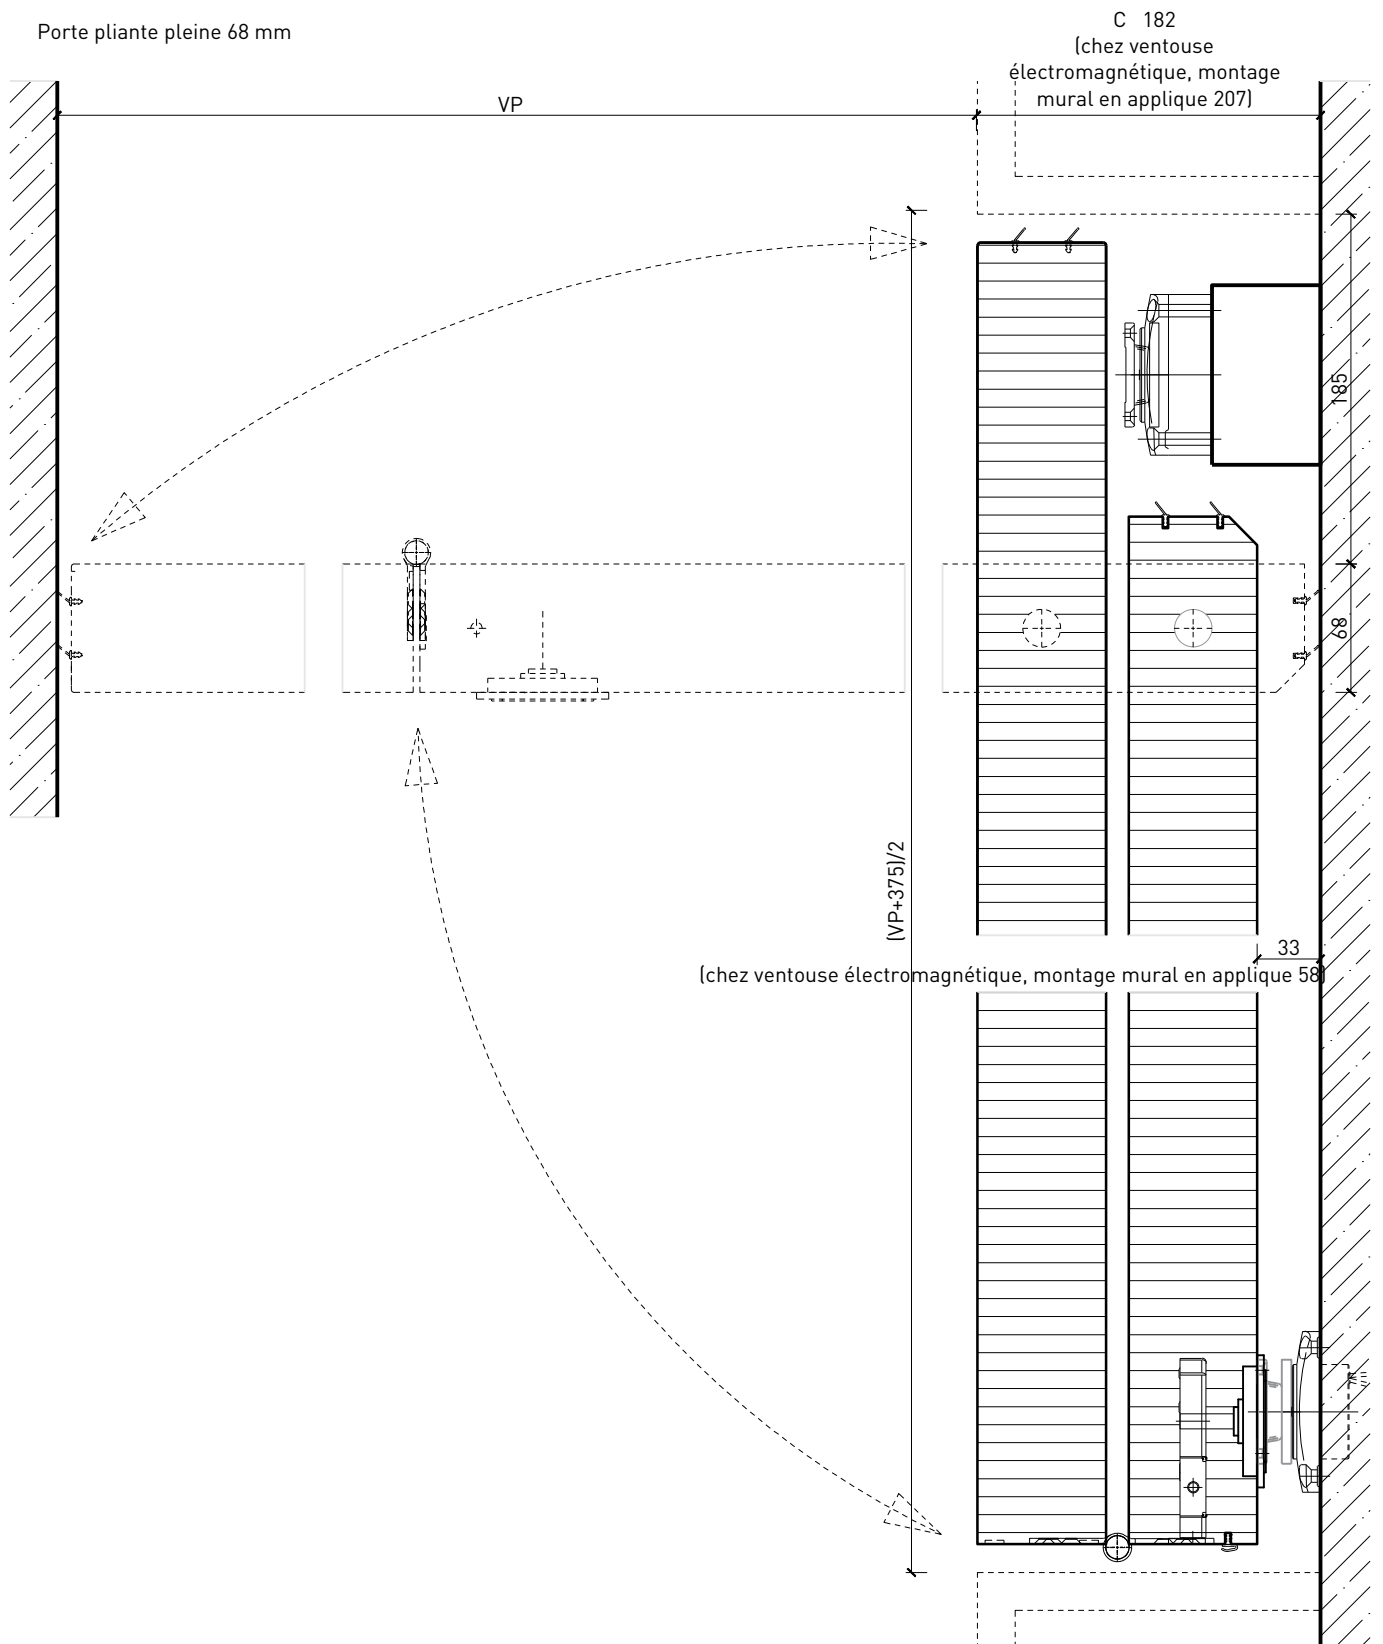 Porte pliante pleine 68 mm
C 182
(chez ventouse
électromagnétique, montage
mural en applique 207)
VP
185
68
(VP+375)/2
33
(chez ventouse électromagnétique, montage mural en applique 58)